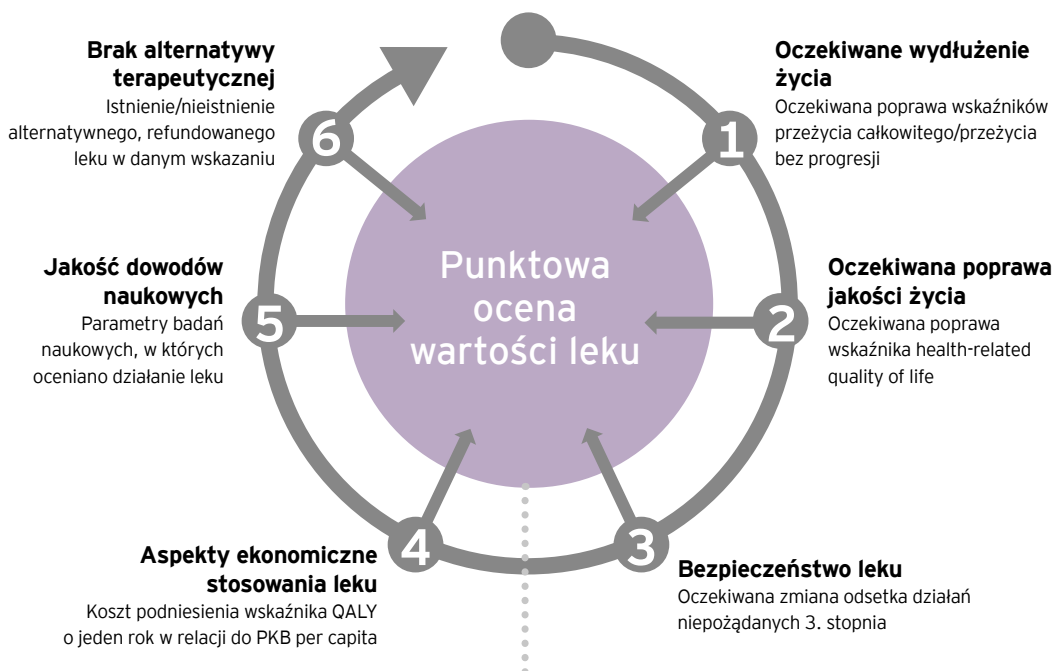 Punktowa
ocena
wartości leku
1
Oczekiwane wydłużenie
życia
Oczekiwana poprawa wskaźników
przeżycia całkowitego/przeżycia
bez progresji
2
Oczekiwana poprawa
jakości życia
Oczekiwana poprawa
wskaźnika health-related
quality of life
3
Bezpieczeństwo leku
Oczekiwana zmiana odsetka działań
niepożądanych 3. stopnia
4
Aspekty ekonomiczne
stosowania leku
Koszt podniesienia wskaźnika QALY
o jeden rok w relacji do PKB per capita
5
Jakość dowodów
naukowych
Parametry badań
naukowych, w których
oceniano działanie leku
6
Brak alternatywy
terapeutycznej
Istnienie/nieistnienie
alternatywnego, refundowanego
leku w danym wskazaniu